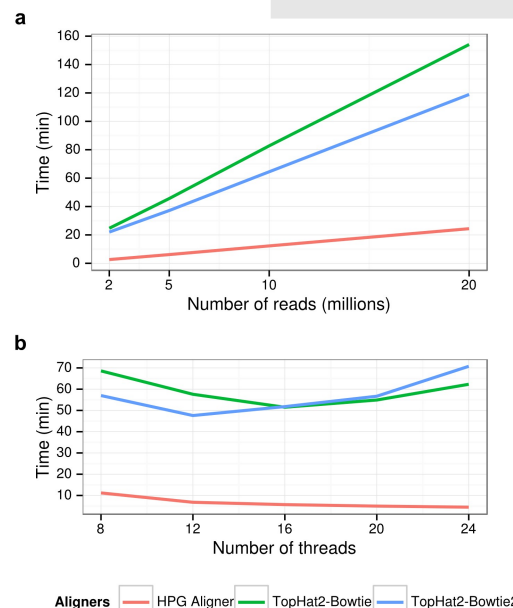 a
160
140
120
100
80
60
40
20
0
Time (min)
2 5 10 20
Number of reads (millions)
b
70
60
50
40
30
20
10
Time (min)
8 12 16 20 24
Number of threads
Aligners HPG Aligner TopHat2-Bowtie TopHat2-Bowtie2